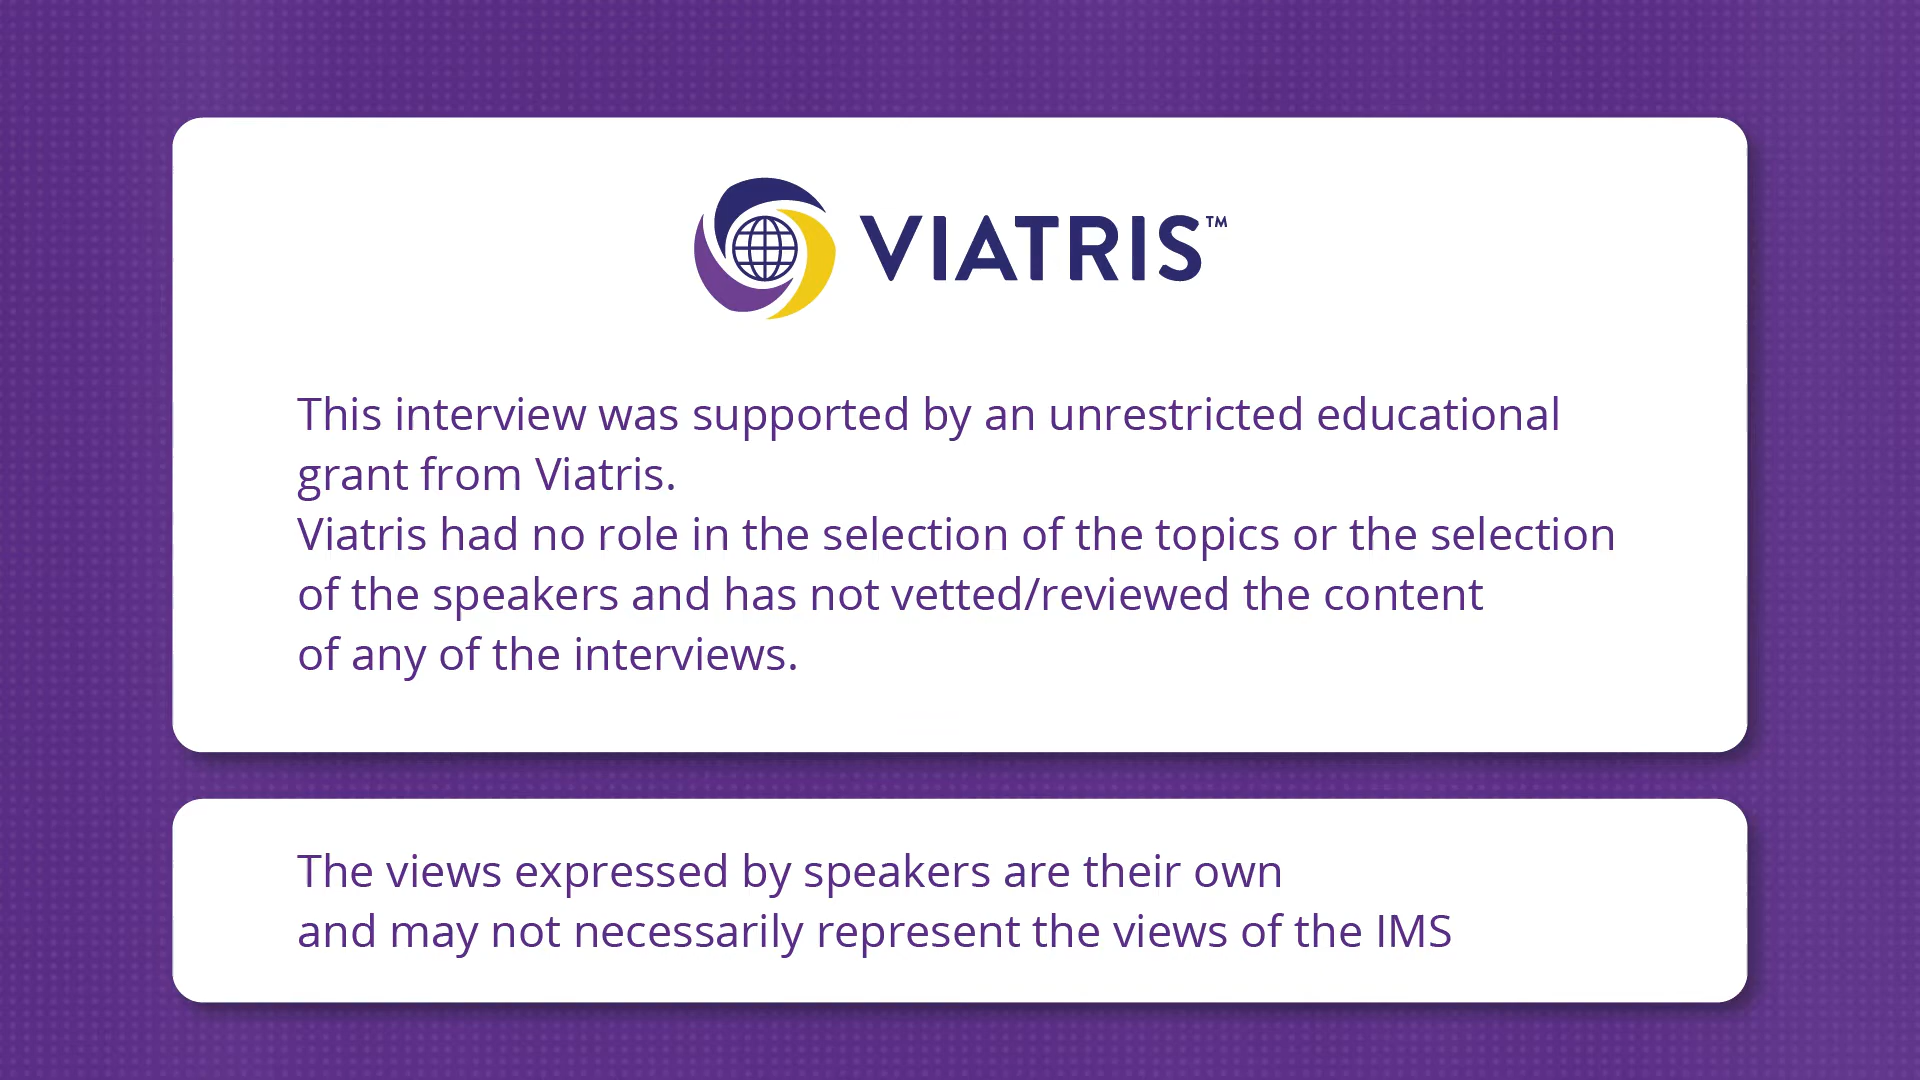 VIATRIS™
This interview was supported by an unrestricted educational
grant from Viatris.
Viatris had no role in the selection of the topics or the selection
of the speakers and has not vetted/reviewed the content
of any of the interviews.
The views expressed by speakers are their own
and may not necessarily represent the views of the IMS